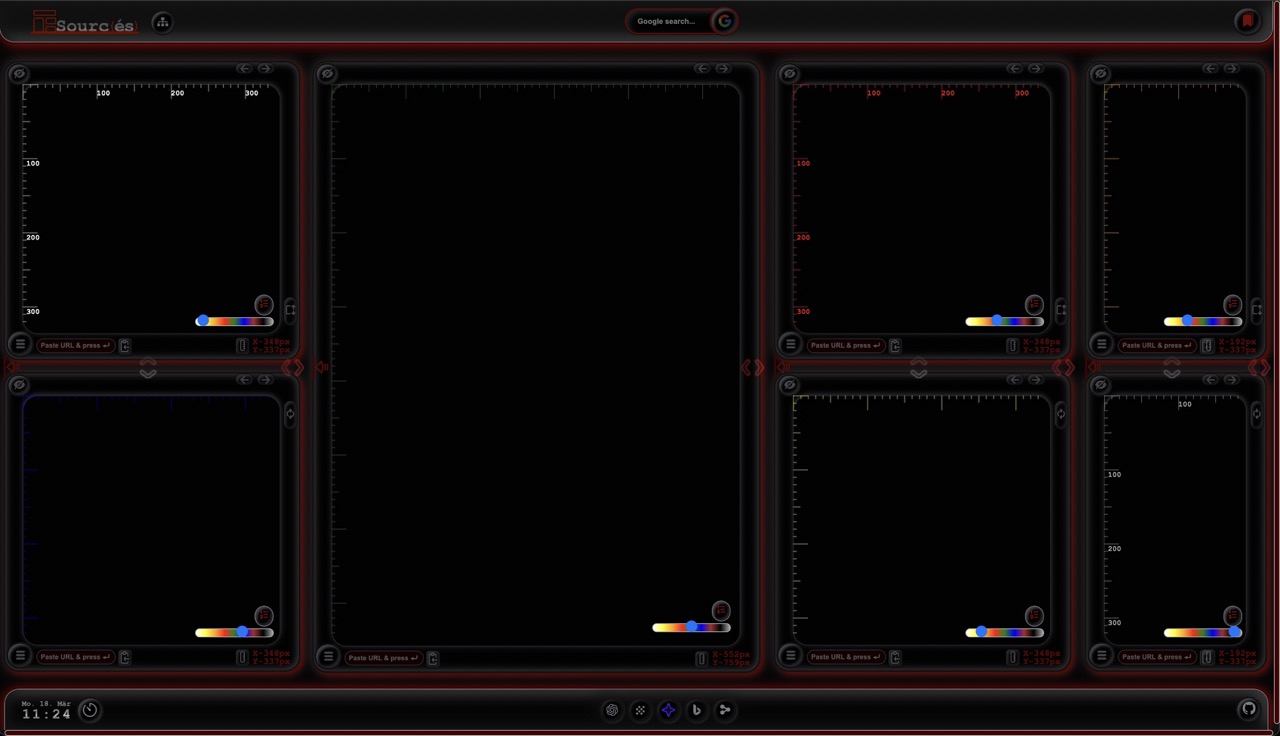 Sourc(és)
Google search...
100 200 300
100
200
300
Paste URL & press ↵
X-348px
Y-337px
Paste URL & press ↵
X-348px
Y-337px
Paste URL & press ↵
X-552px
Y-759px
100 200 300
100
200
300
Paste URL & press ↵
X-348px
Y-337px
Paste URL & press ↵
X-348px
Y-337px
Paste URL & press ↵
X-192px
Y-337px
100
100
200
300
Paste URL & press ↵
X-192px
Y-337px
Mo. 18. Mär
11:24